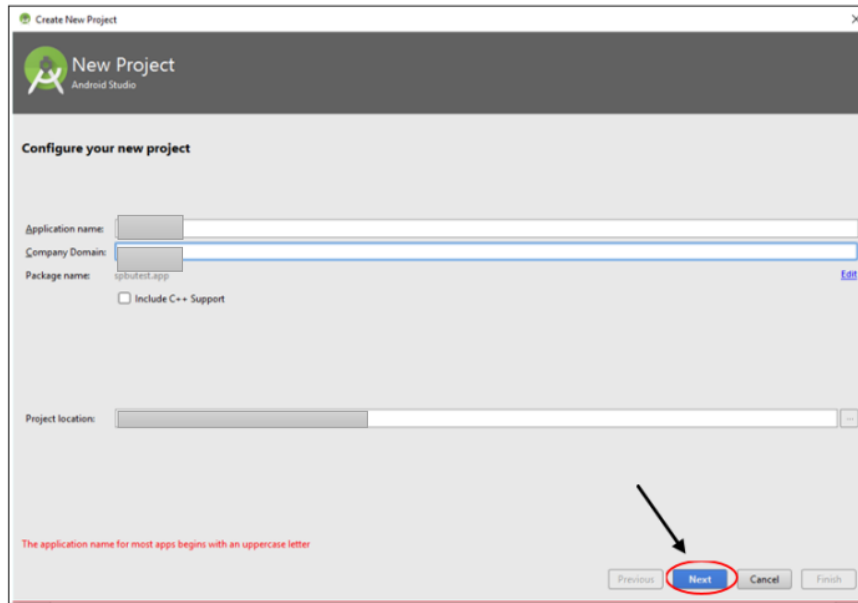 Create New Project
New Project
Android Studio
Configure your new project
Application name:
Company Domain:
Package name: spbutest.app Edit
Include C++ Support
Project location: ...
The application name for most apps begins with an uppercase letter
Previous Next Cancel Finish